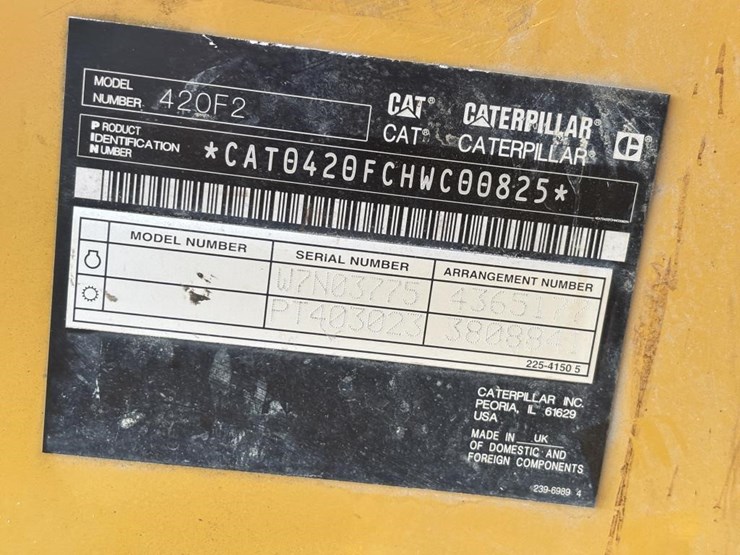 MODEL NUMBER 420F2
CAT® CATERPILLAR®
CAT® CATERPILLAR®
PRODUCT IDENTIFICATION NUMBER *CAT0420FCHWC00825*
MODEL NUMBER SERIAL NUMBER ARRANGEMENT NUMBER
W7N03775
PT403023
225-4150 5
CATERPILLAR INC.
PEORIA, IL 61629
USA
MADE IN UK
OF DOMESTIC AND
FOREIGN COMPONENTS
239-6989 4